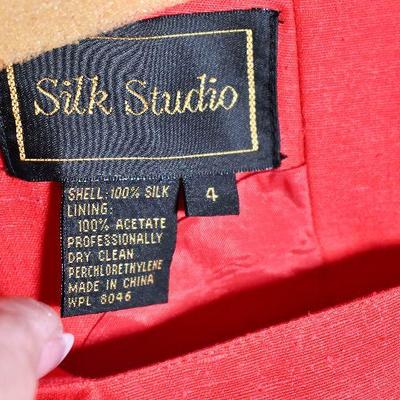 Silk Studio
SHELL: 100% SILK
LINING:
100% ACETATE
PROFESSIONALLY
DRY CLEAN
PERCHLORETHYLENE
MADE IN CHINA
WPL 8046
4